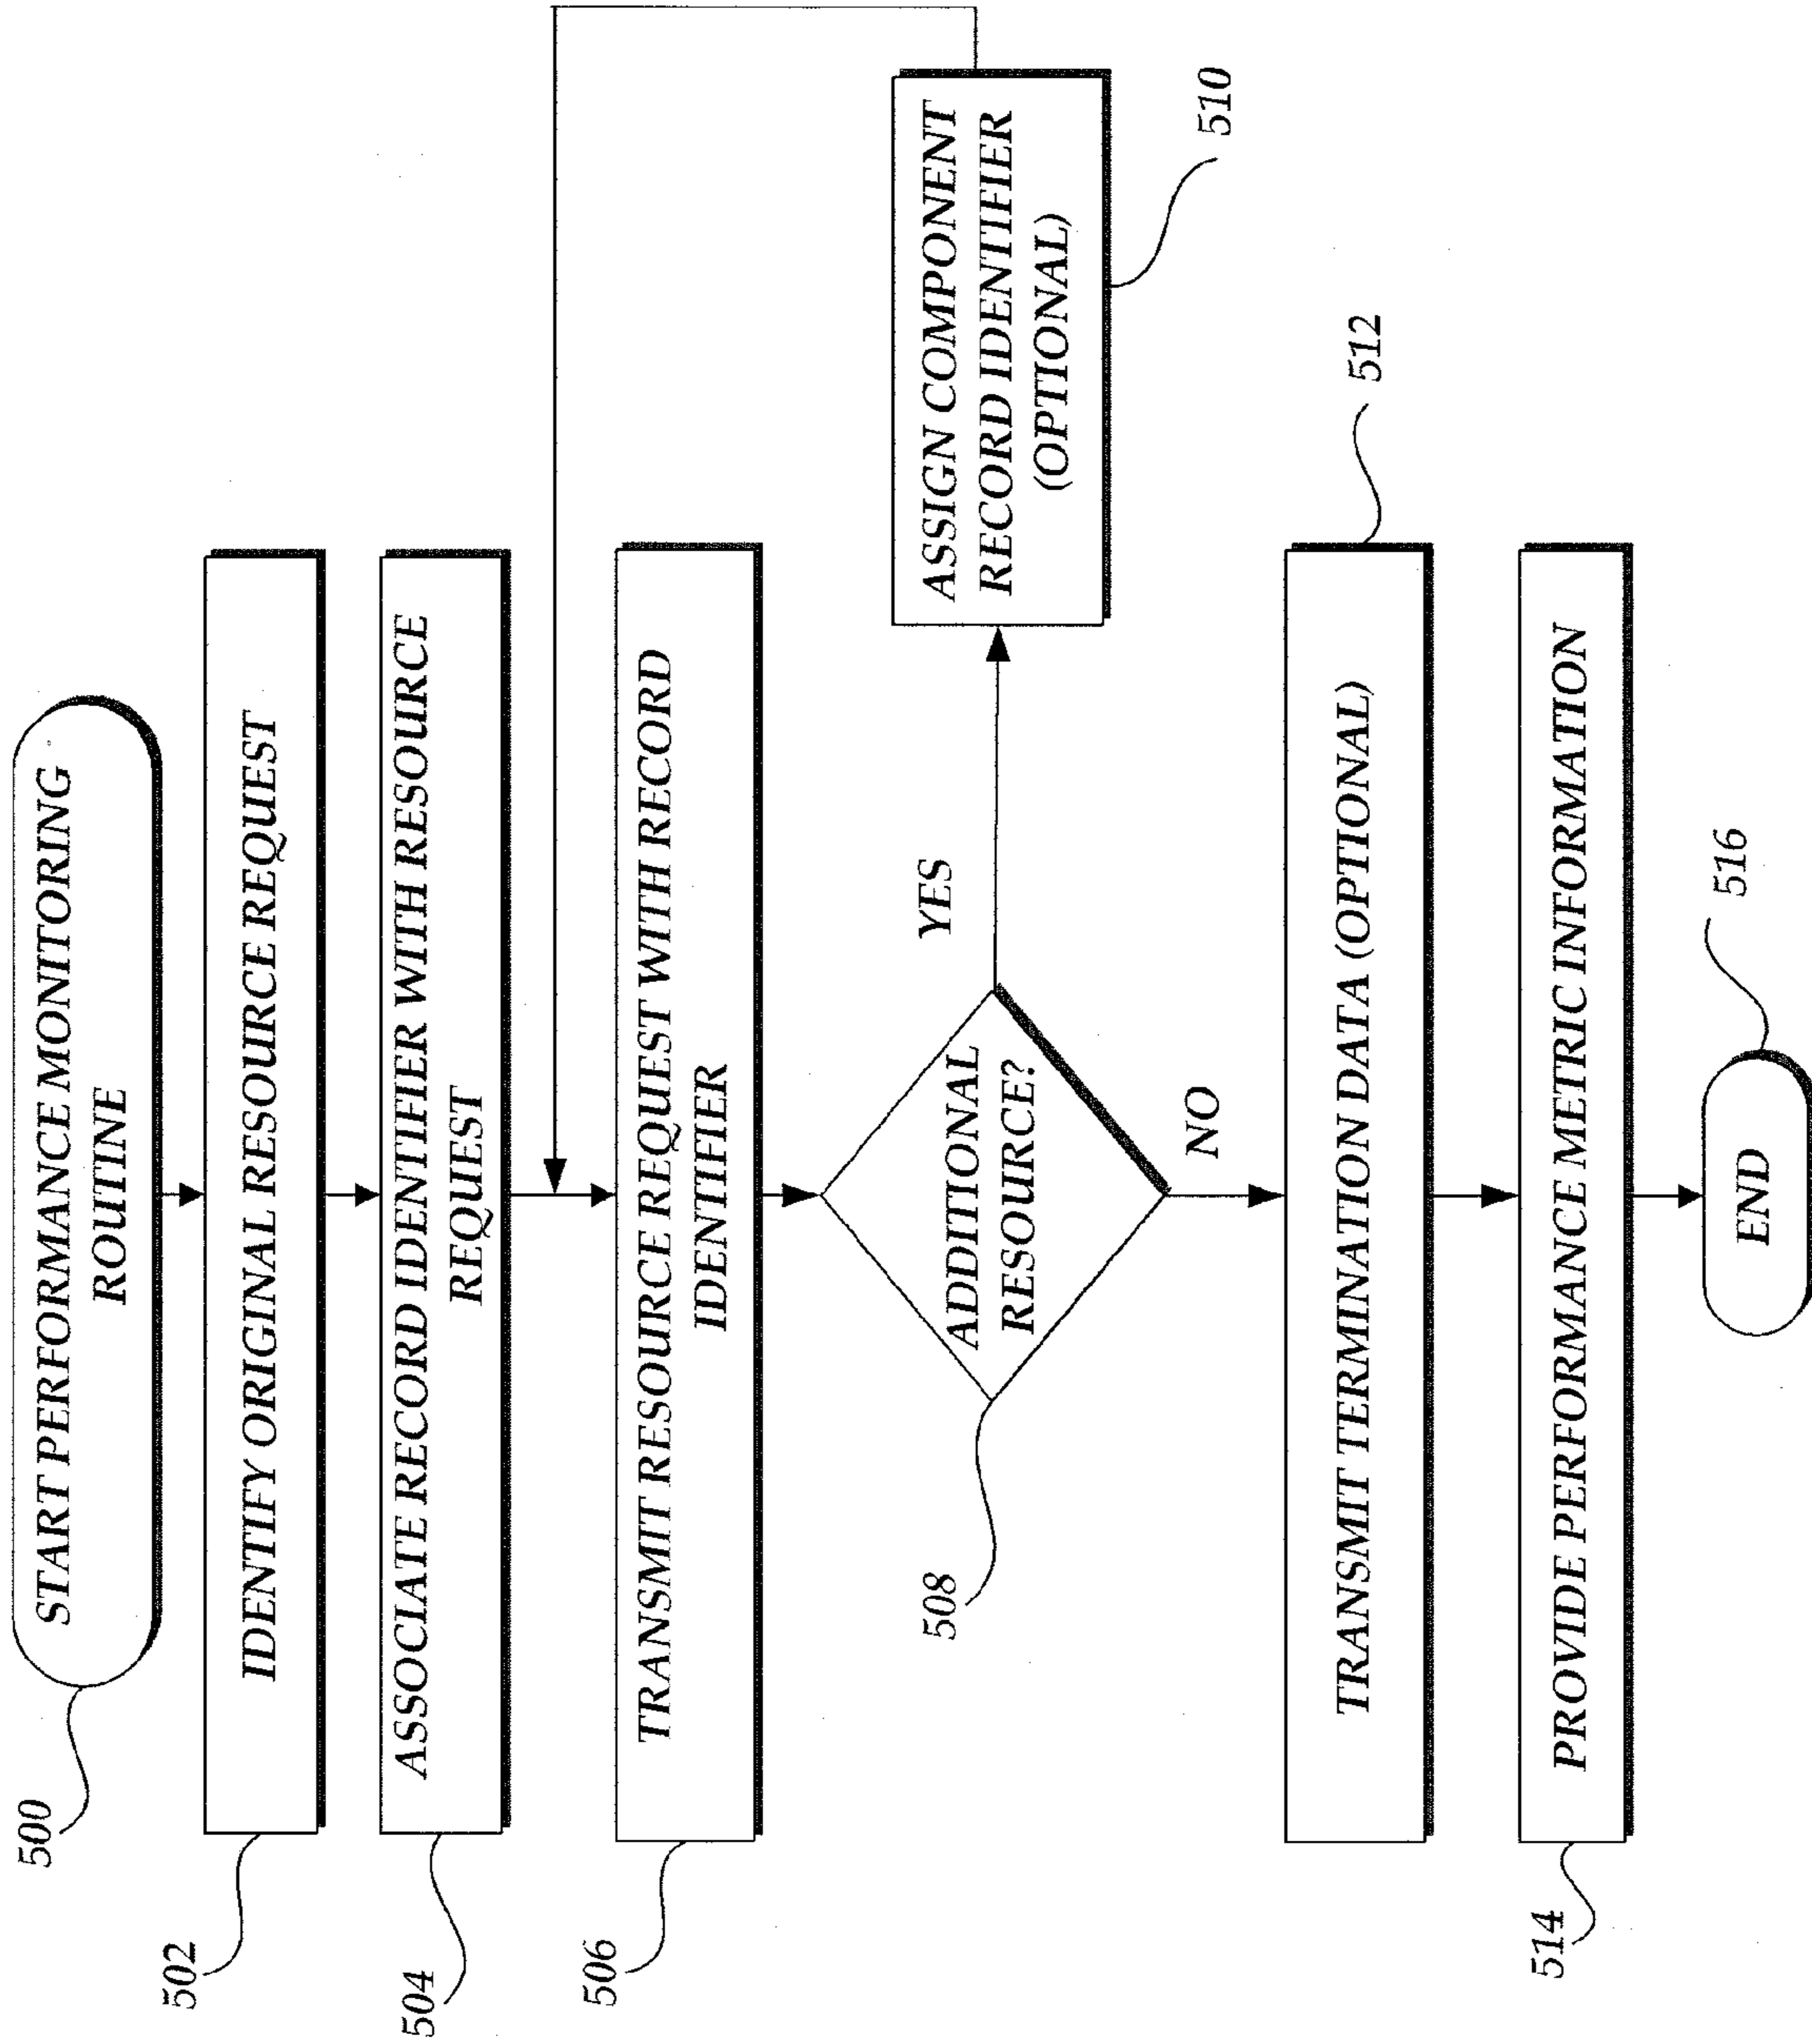 500
START PERFORMANCE MONITORING
ROUTINE
502
IDENTIFY ORIGINAL RESOURCE REQUEST
504
ASSOCIATE RECORD IDENTIFIER WITH RESOURCE
REQUEST
506
TRANSMIT RESOURCE REQUEST WITH RECORD
IDENTIFIER
508
ADDITIONAL
RESOURCE?
YES
ASSIGN COMPONENT
RECORD IDENTIFIER
(OPTIONAL)
510
NO
512
TRANSMIT TERMINATION DATA (OPTIONAL)
514
PROVIDE PERFORMANCE METRIC INFORMATION
516
END